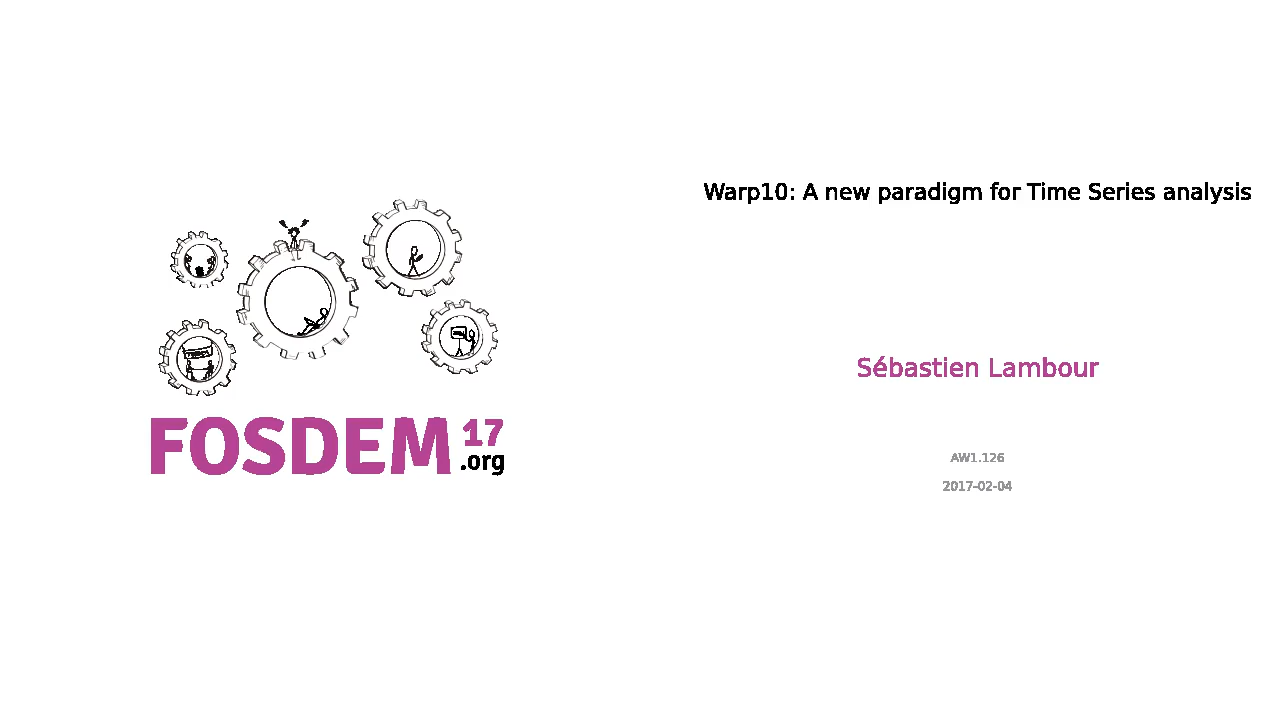 Warp10: A new paradigm for Time Series analysis
Sébastien Lambour
AW1.126
2017-02-04
FOSDEM 17
.org